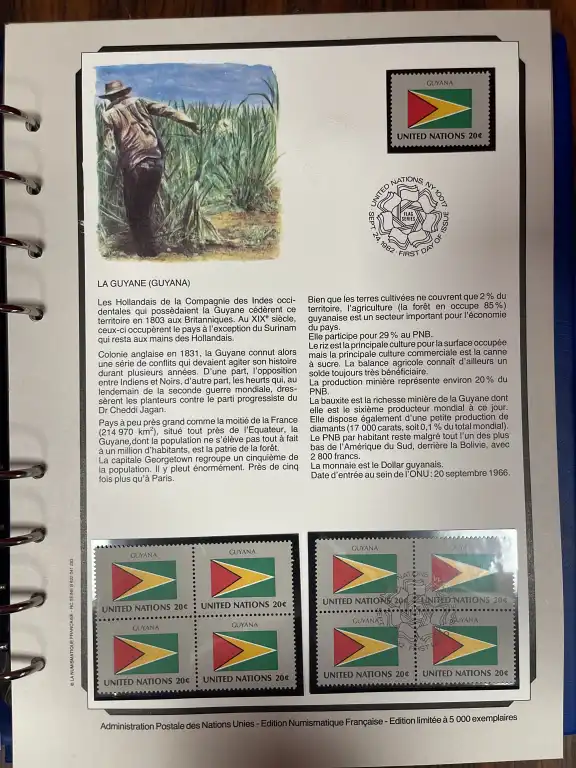 GUYANA
UNITED NATIONS 20¢
UNITED NATIONS, NY 10017
FLAG
SERIES
SEPT. 24 1982 - FIRST DAY OF ISSUE
LA GUYANE (GUYANA)
Les Hollandais de la Compagnie des Indes occi-
dentales qui possèdaient la Guyane cédèrent ce
territoire en 1803 aux Britanniques. Au XIXe siècle,
ceux-ci occupèrent le pays à l'exception du Surinam
qui resta aux mains des Hollandais.
Colonie anglaise en 1831, la Guyane connut alors
une série de conflits qui devaient agiter son histoire
durant plusieurs années. D'une part, l'opposition
entre Indiens et Noirs, d'autre part, les heurts qui, au
lendemain de la seconde guerre mondiale, dres-
sèrent les planteurs contre le parti progressiste du
Dr Cheddi Jagan.
Pays à peu près grand comme la moitié de la France
(214 970 km²), situé tout près de l'Equateur, la
Guyane,dont la population ne s'élève pas tout à fait
à un million d'habitants, est la patrie de la forêt.
La capitale Georgetown regroupe un cinquième de
la population. Il y pleut énormément. Près de cinq
fois plus qu'à Paris.
Bien que les terres cultivées ne couvrent que 2 % du
territoire, l'agriculture (la forêt en occupe 85 %)
guyanaise est un secteur important pour l'économie
du pays.
Elle participe pour 29 % au PNB.
Le riz est la principale culture pour la surface occupée
mais la principale culture commerciale est la canne
à sucre. La balance agricole connaît d'ailleurs un
solde toujours très bénéficiaire.
La production minière représente environ 20 % du
PNB.
La bauxite est la richesse minière de la Guyane dont
elle est le sixième producteur mondial à ce jour.
Elle dispose également d'une petite production de
diamants (17 000 carats, soit 0,1 % du total mondial).
Le PNB par habitant reste malgré tout l'un des plus
bas de l'Amérique du Sud, derrière la Bolivie, avec
2 800 francs.
La monnaie est le Dollar guyanais.
Date d'entrée au sein de l'ONU : 20 septembre 1966.
GUYANA
UNITED NATIONS 20¢
GUYANA
UNITED NATIONS 20¢
GUYANA
UNITED NATIONS 20¢
GUYANA
UNITED NATIONS 20¢
GUYANA
UNITED NATIONS 20¢
GUYANA
UNITED NATIONS 20¢
GUYANA
UNITED NATIONS 20¢
GUYANA
UNITED NATIONS 20¢
Administration Postale des Nations Unies - Edition Numismatique Française - Edition limitée à 5 000 exemplaires